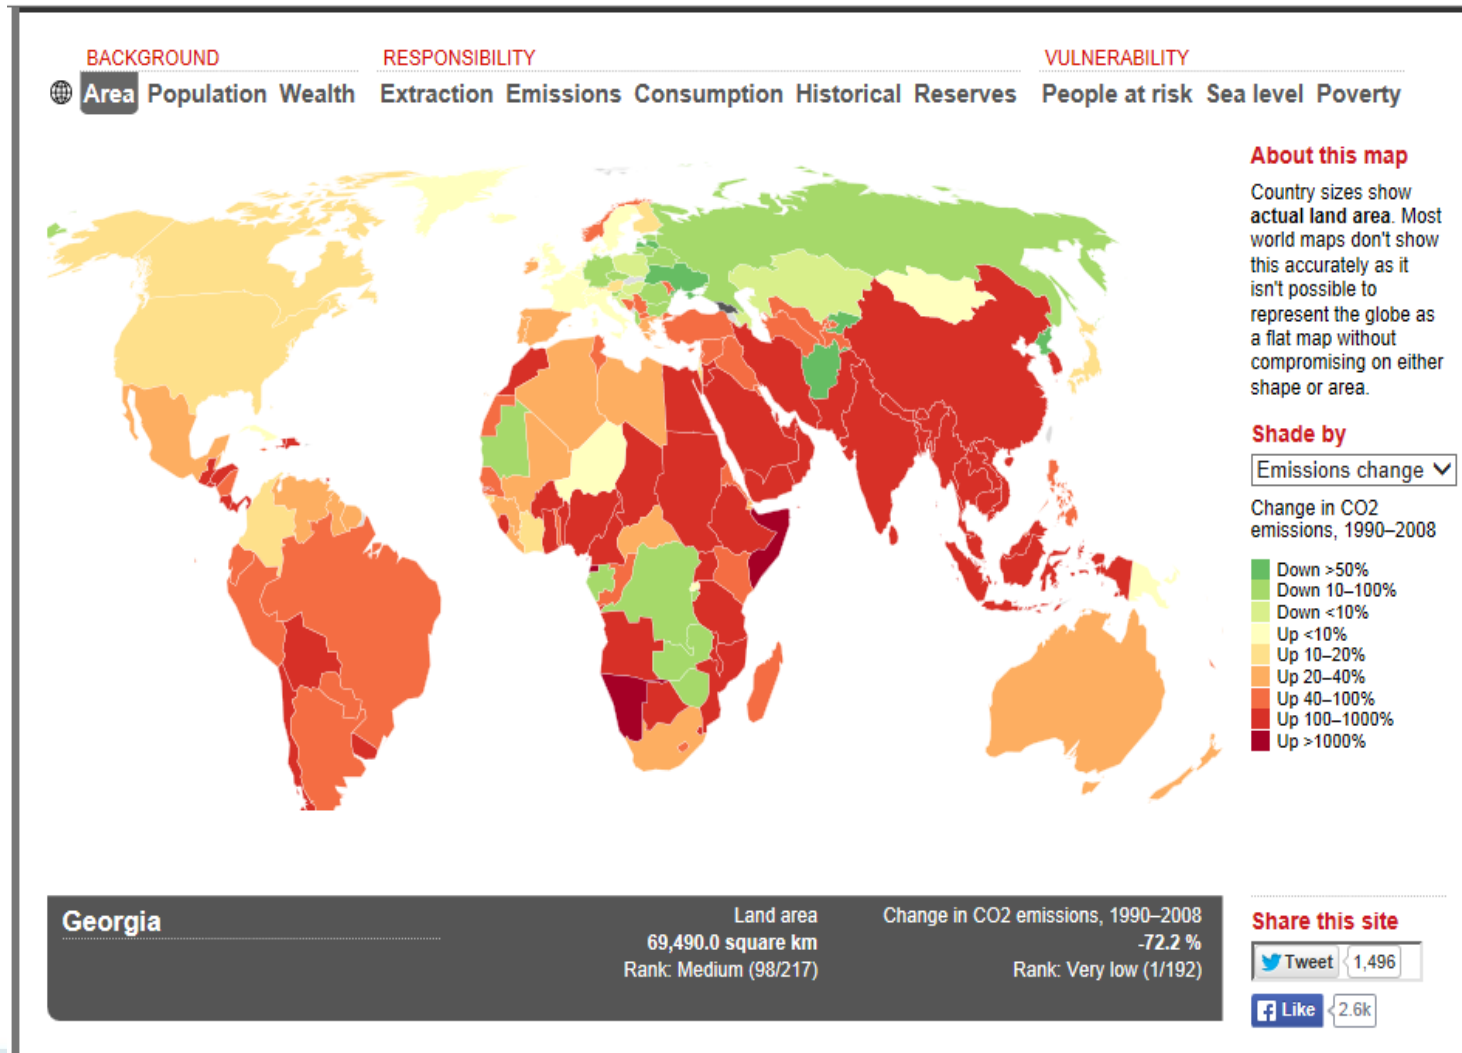 BACKGROUND
RESPONSIBILITY
VULNERABILITY
Area Population Wealth Extraction Emissions Consumption Historical Reserves People at risk Sea level Poverty
About this map
Country sizes show
actual land area. Most
world maps don't show
this accurately as it
isn't possible to
represent the globe as
a flat map without
compromising on either
shape or area.
Shade by
Emissions change
Change in CO2
emissions, 1990–2008
Down >50%
Down 10–100%
Down <10%
Up <10%
Up 10–20%
Up 20–40%
Up 40–100%
Up 100–1000%
Up >1000%
Georgia
Land area
69,490.0 square km
Rank: Medium (98/217)
Change in CO2 emissions, 1990–2008
-72.2 %
Rank: Very low (1/192)
Share this site
Tweet 1,496
Like 2.6k